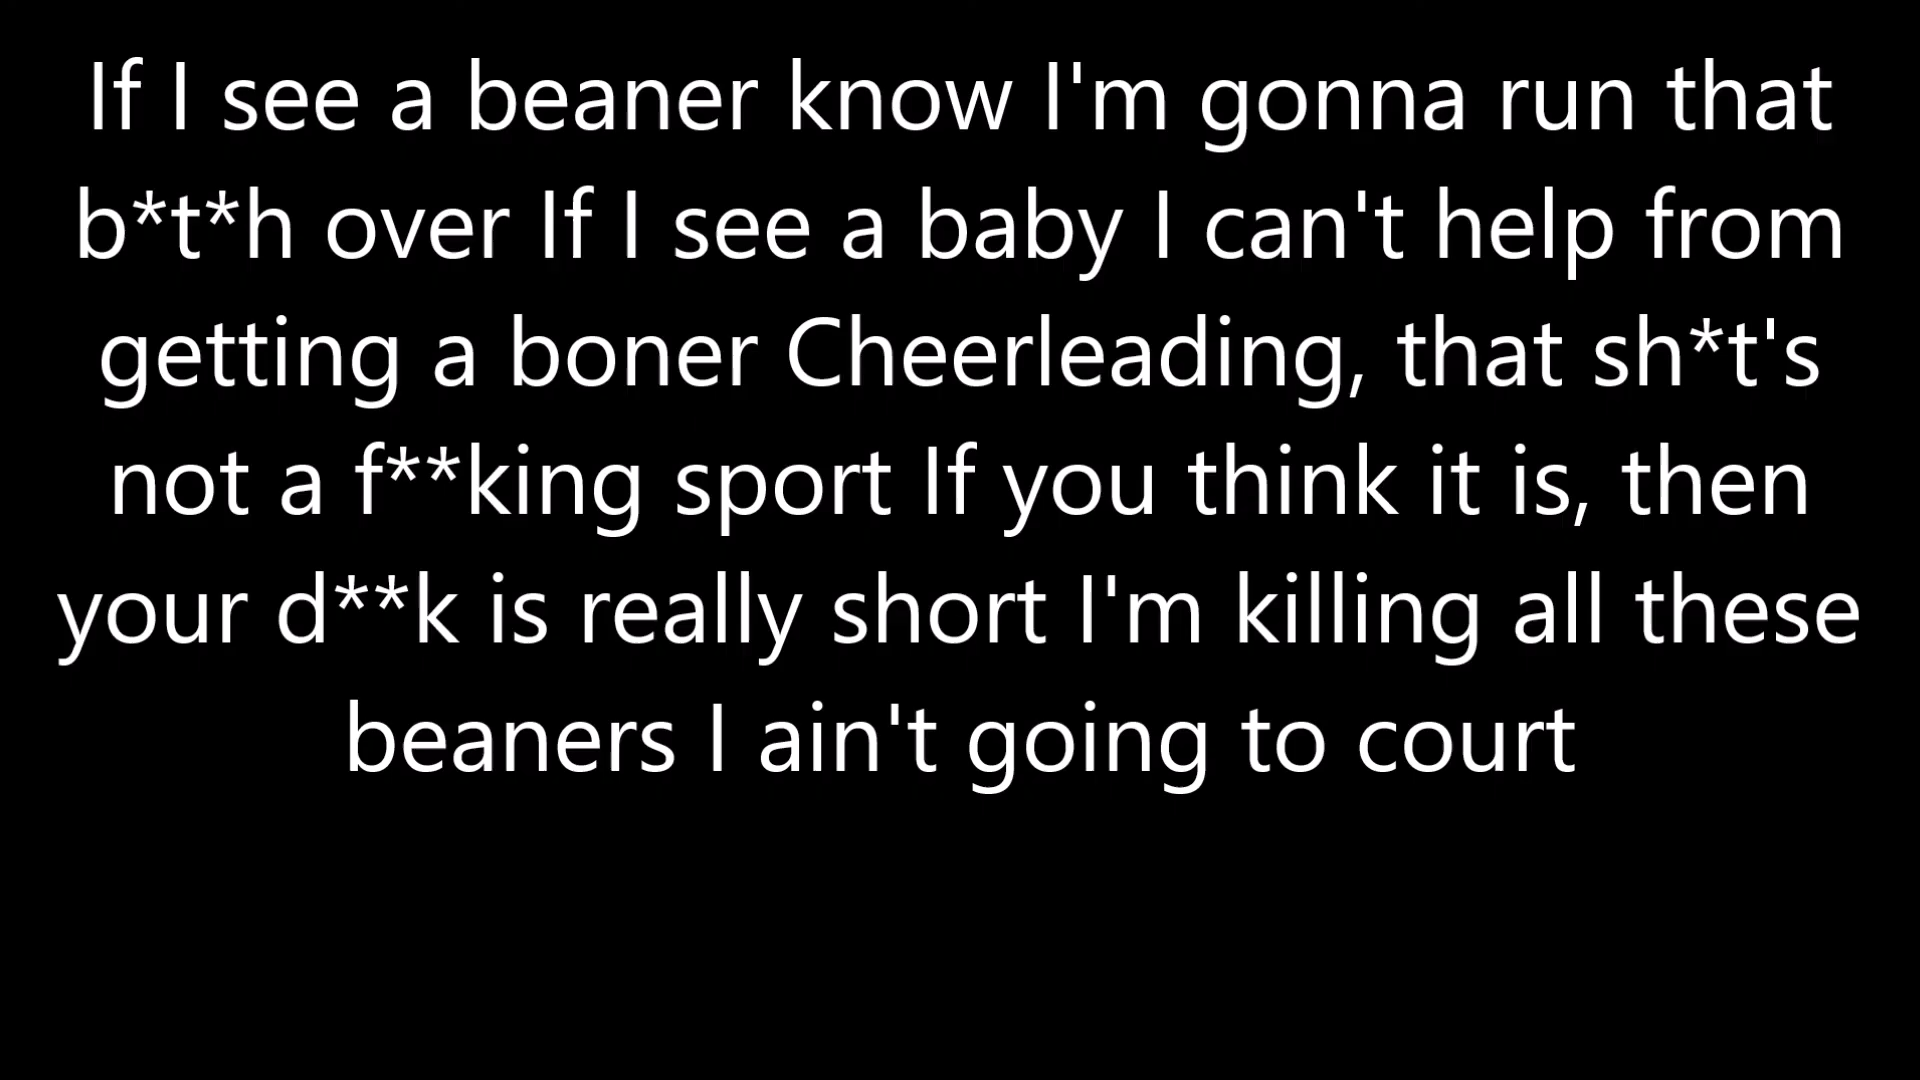 If I see a beaner know I'm gonna run that
b*t*h over If I see a baby I can't help from
getting a boner Cheerleading, that sh*t's
not a f**king sport If you think it is, then
your d**k is really short I'm killing all these
beaners I ain't going to court